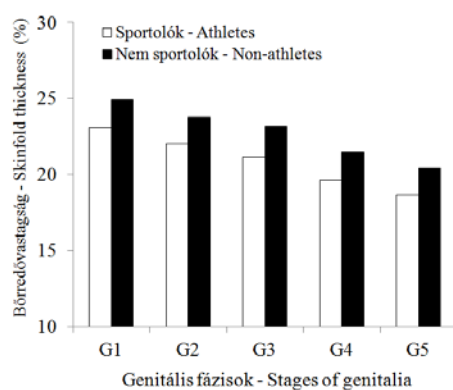 Bőrredővastagság - Skinfold thickness (%)
30
25
20
15
10
Sportolók - Athletes
Nem sportolók - Non-athletes
G1 G2 G3 G4 G5
Genitális fázisok - Stages of genitalia